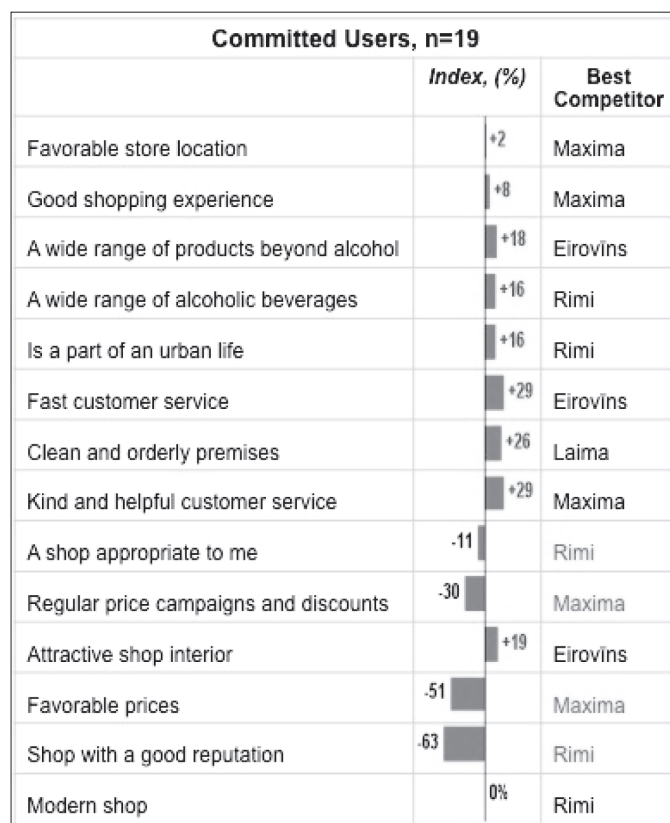 Committed Users, n=19
Index, (%) Best Competitor
Favorable store location +2 Maxima
Good shopping experience +8 Maxima
A wide range of products beyond alcohol +18 Eirovīns
A wide range of alcoholic beverages +16 Rimi
Is a part of an urban life +16 Rimi
Fast customer service +29 Eirovīns
Clean and orderly premises +26 Laima
Kind and helpful customer service +29 Maxima
A shop appropriate to me -11 Rimi
Regular price campaigns and discounts -30 Maxima
Attractive shop interior +19 Eirovīns
Favorable prices -51 Maxima
Shop with a good reputation -63 Rimi
Modern shop 0% Rimi